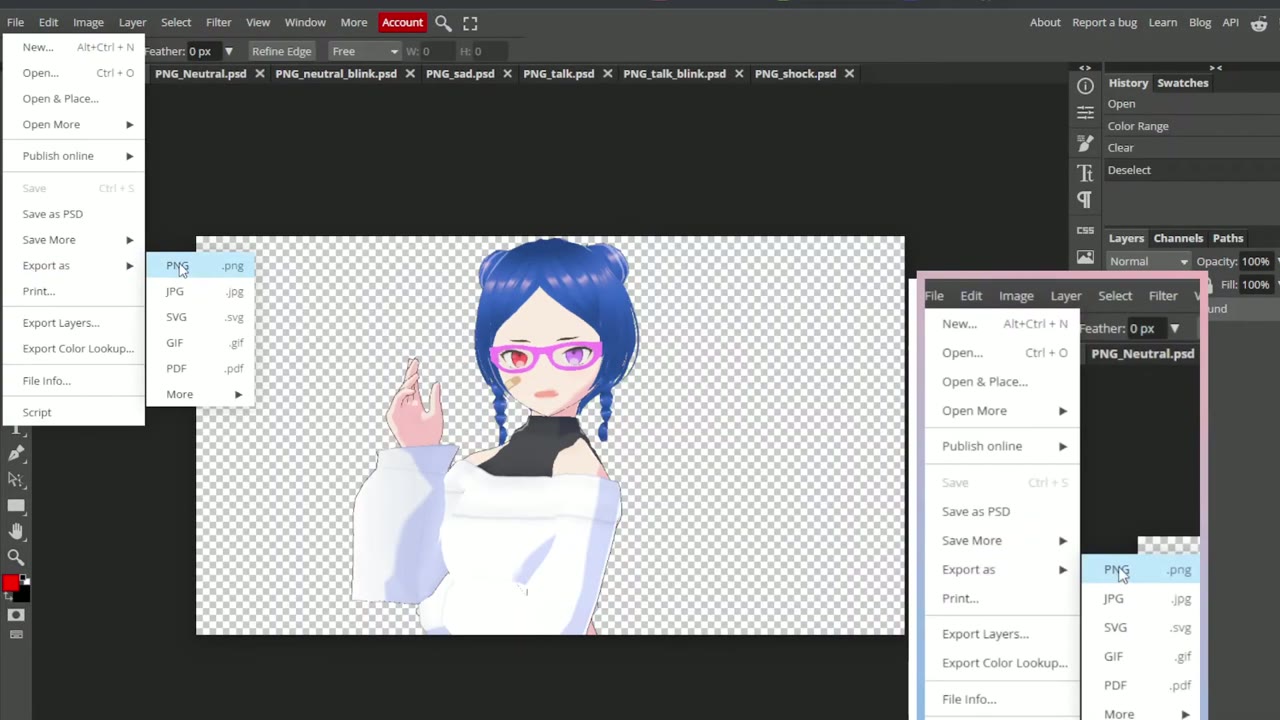 File Edit Image Layer Select Filter View Window More Account About Report a bug Learn Blog API
Feather: 0 px Refine Edge Free W: 0 H: 0
PNG_Neutral.psd PNG_neutral_blink.psd PNG_sad.psd PNG_talk.psd PNG_talk_blink.psd PNG_shock.psd
New... Alt+Ctrl + N
Open... Ctrl + O
Open & Place...
Open More
Publish online
Save Ctrl + S
Save as PSD
Save More
Export as
Print...
Export Layers...
Export Color Lookup...
File Info...
Script
PNG .png
JPG .jpg
SVG .svg
GIF .gif
PDF .pdf
More
History Swatches
Open
Color Range
Clear
Deselect
CSS
Layers Channels Paths
Normal Opacity: 100%
Fill: 100%
File Edit Image Layer Select Filter
Feather: 0 px
PNG_Neutral.psd
New... Alt+Ctrl + N
Open... Ctrl + O
Open & Place...
Open More
Publish online
Save Ctrl + S
Save as PSD
Save More
Export as
Print...
Export Layers...
Export Color Lookup...
File Info...
PNG .png
JPG .jpg
SVG .svg
GIF .gif
PDF .pdf
More